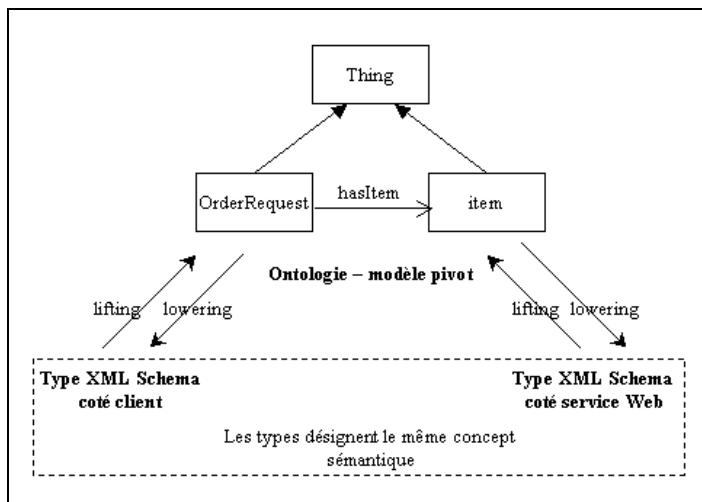 Thing
OrderRequest
hasItem
item
Ontologie – modèle pivot
lifting
lowering
lifting
lowering
Type XML Schema
coté client
Type XML Schema
coté service Web
Les types désignent le même concept
sémantique